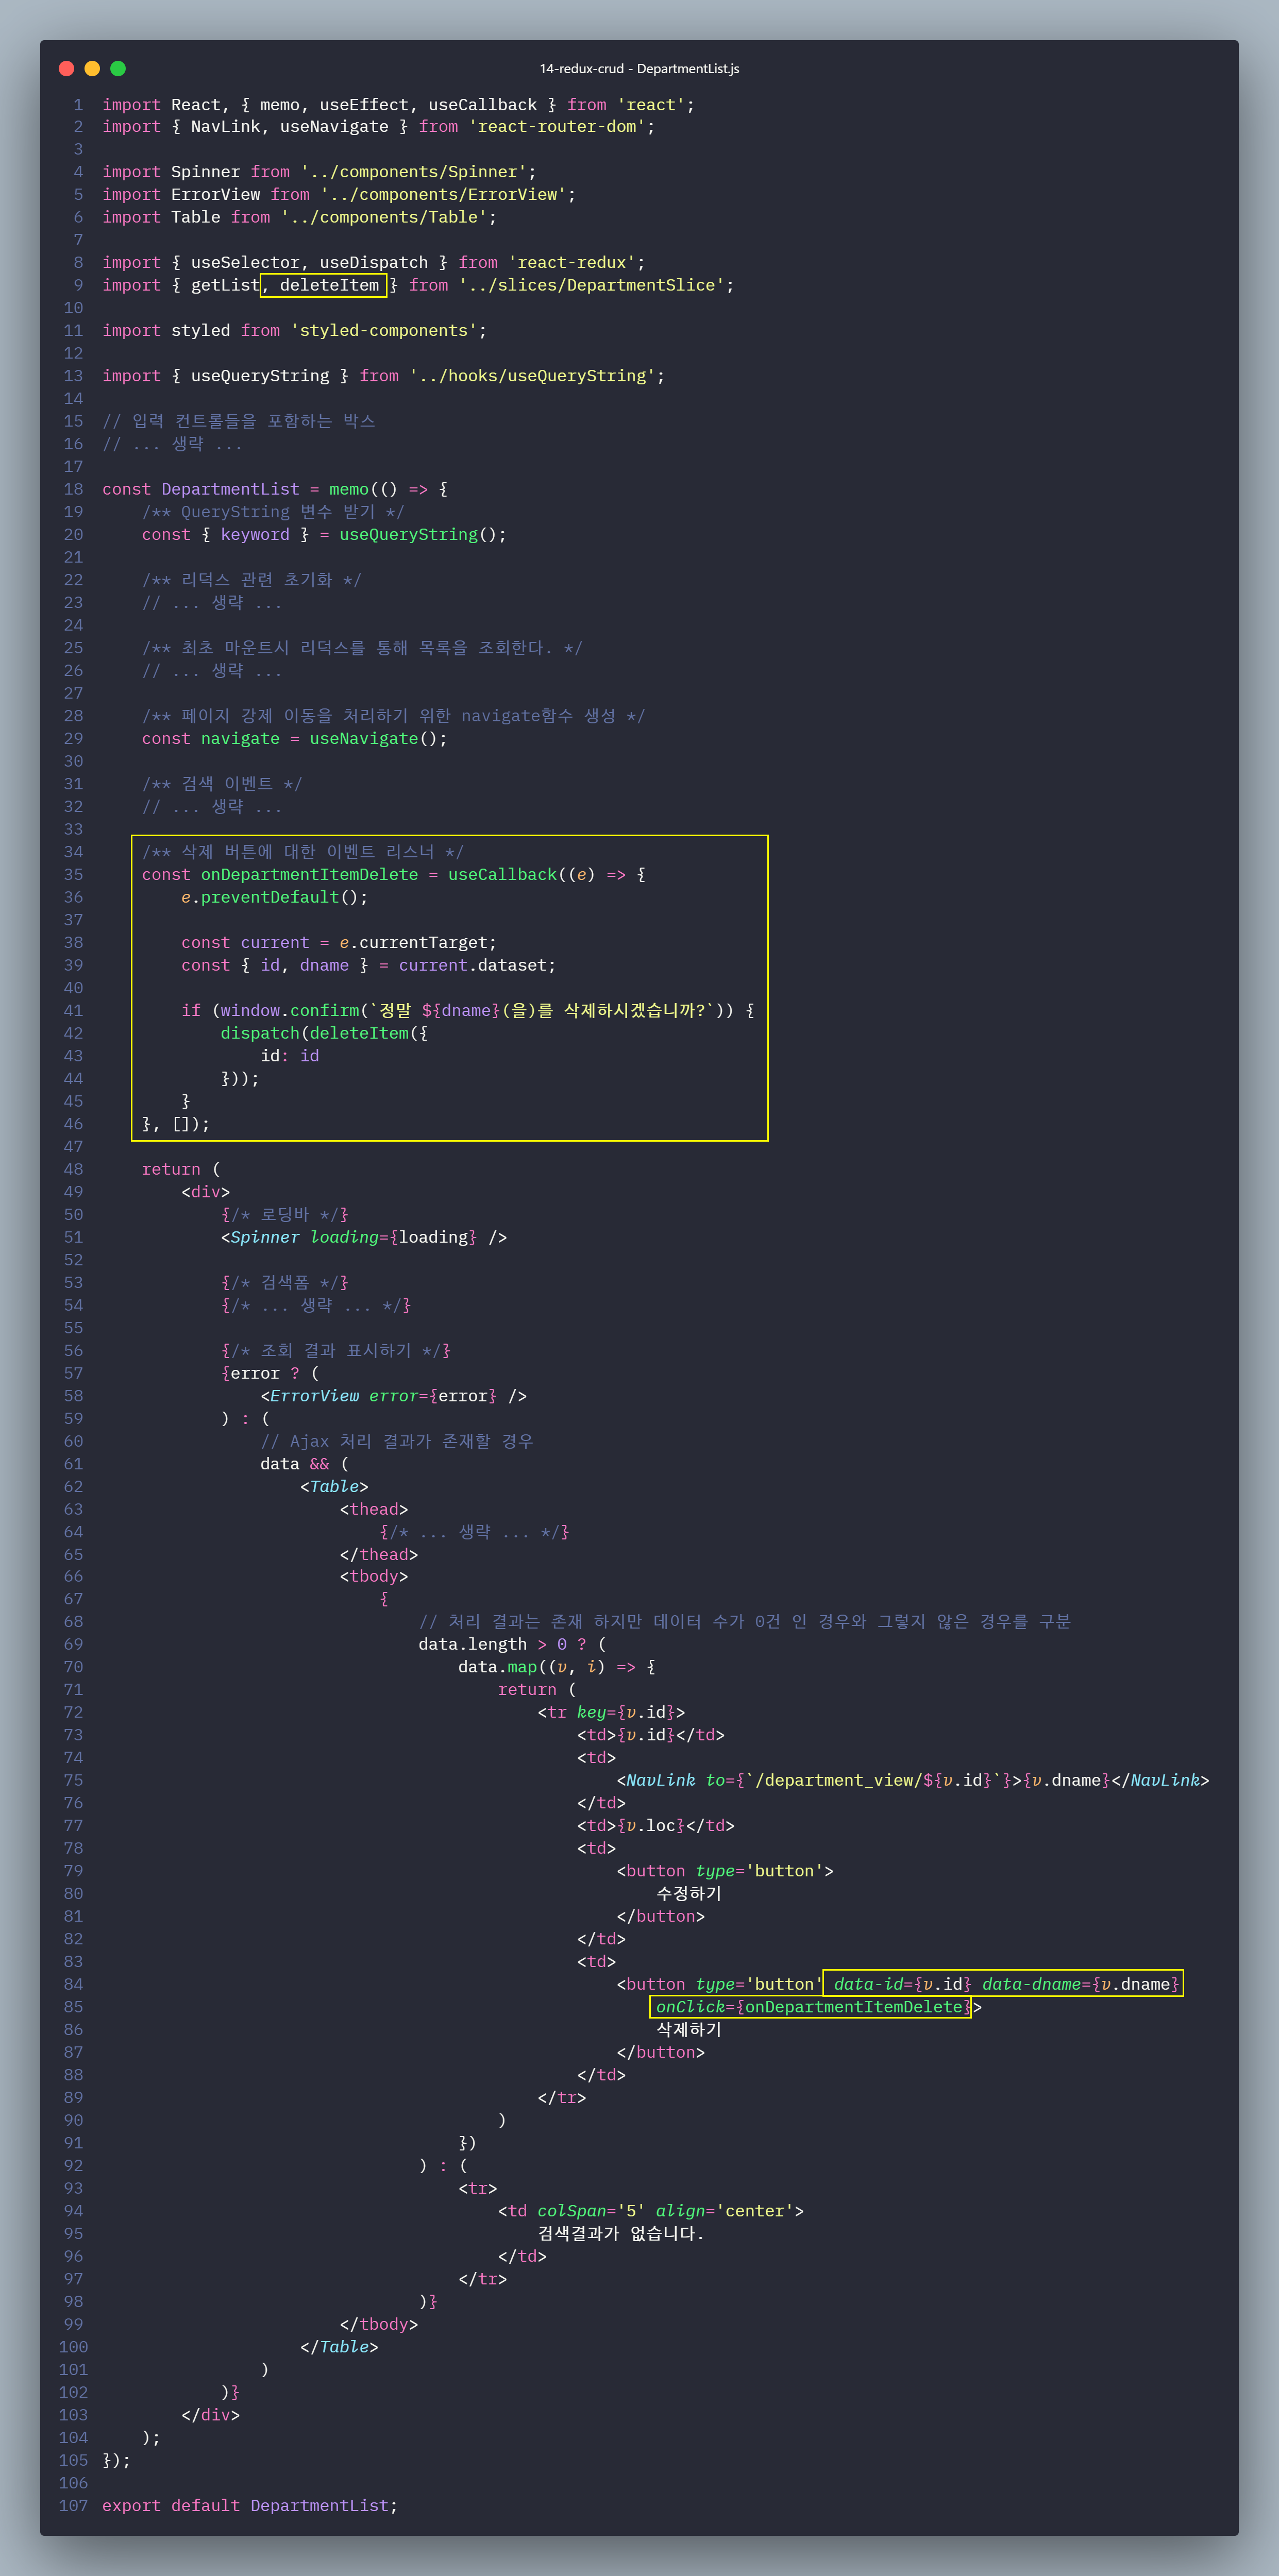 14-redux-crud - DepartmentList.js
1 import React, { memo, useEffect, useCallback } from 'react';
2 import { NavLink, useNavigate } from 'react-router-dom';
3
4 import Spinner from '../components/Spinner';
5 import ErrorView from '../components/ErrorView';
6 import Table from '../components/Table';
7
8 import { useSelector, useDispatch } from 'react-redux';
9 import { getList, deleteItem } from '../slices/DepartmentSlice';
10
11 import styled from 'styled-components';
12
13 import { useQueryString } from '../hooks/useQueryString';
14
15 // 입력 컨트롤들을 포함하는 박스
16 // ... 생략 ...
17
18 const DepartmentList = memo(() => {
19     /** QueryString 변수 받기 */
20     const { keyword } = useQueryString();
21
22     /** 리덕스 관련 초기화 */
23     // ... 생략 ...
24
25     /** 최초 마운트시 리덕스를 통해 목록을 조회한다. */
26     // ... 생략 ...
27
28     /** 페이지 강제 이동을 처리하기 위한 navigate함수 생성 */
29     const navigate = useNavigate();
30
31     /** 검색 이벤트 */
32     // ... 생략 ...
33
34     /** 삭제 버튼에 대한 이벤트 리스너 */
35     const onDepartmentItemDelete = useCallback((e) => {
36         e.preventDefault();
37
38         const current = e.currentTarget;
39         const { id, dname } = current.dataset;
40
41         if (window.confirm(`정말 ${dname}(을)를 삭제하시겠습니까?`)) {
42             dispatch(deleteItem({
43                 id: id
44             }));
45         }
46     }, []);
47
48     return (
49         <div>
50             {/* 로딩바 */}
51             <Spinner loading={loading} />
52
53             {/* 검색폼 */}
54             {/* ... 생략 ... */}
55
56             {/* 조회 결과 표시하기 */}
57             {error ? (
58                 <ErrorView error={error} />
59             ) : (
60                 // Ajax 처리 결과가 존재할 경우
61                 data && (
62                     <Table>
63                         <thead>
64                             {/* ... 생략 ... */}
65                         </thead>
66                         <tbody>
67                             {
68                                 // 처리 결과는 존재 하지만 데이터 수가 0건 인 경우와 그렇지 않은 경우를 구분
69                                 data.length > 0 ? (
70                                     data.map((v, i) => {
71                                         return (
72                                             <tr key={v.id}>
73                                                 <td>{v.id}</td>
74                                                 <td>
75                                                     <NavLink to={`/department_view/${v.id}`}>{v.dname}</NavLink>
76                                                 </td>
77                                                 <td>{v.loc}</td>
78                                                 <td>
79                                                     <button type='button'>
80                                                         수정하기
81                                                     </button>
82                                                 </td>
83                                                 <td>
84                                                     <button type='button' data-id={v.id} data-dname={v.dname}
85                                                         onClick={onDepartmentItemDelete}>
86                                                         삭제하기
87                                                     </button>
88                                                 </td>
89                                             </tr>
90                                         )
91                                     })
92                                 ) : (
93                                     <tr>
94                                         <td colSpan='5' align='center'>
95                                             검색결과가 없습니다.
96                                         </td>
97                                     </tr>
98                                 )}
99                         </tbody>
100                     </Table>
101                 )
102             )}
103         </div>
104     );
105 });
106
107 export default DepartmentList;